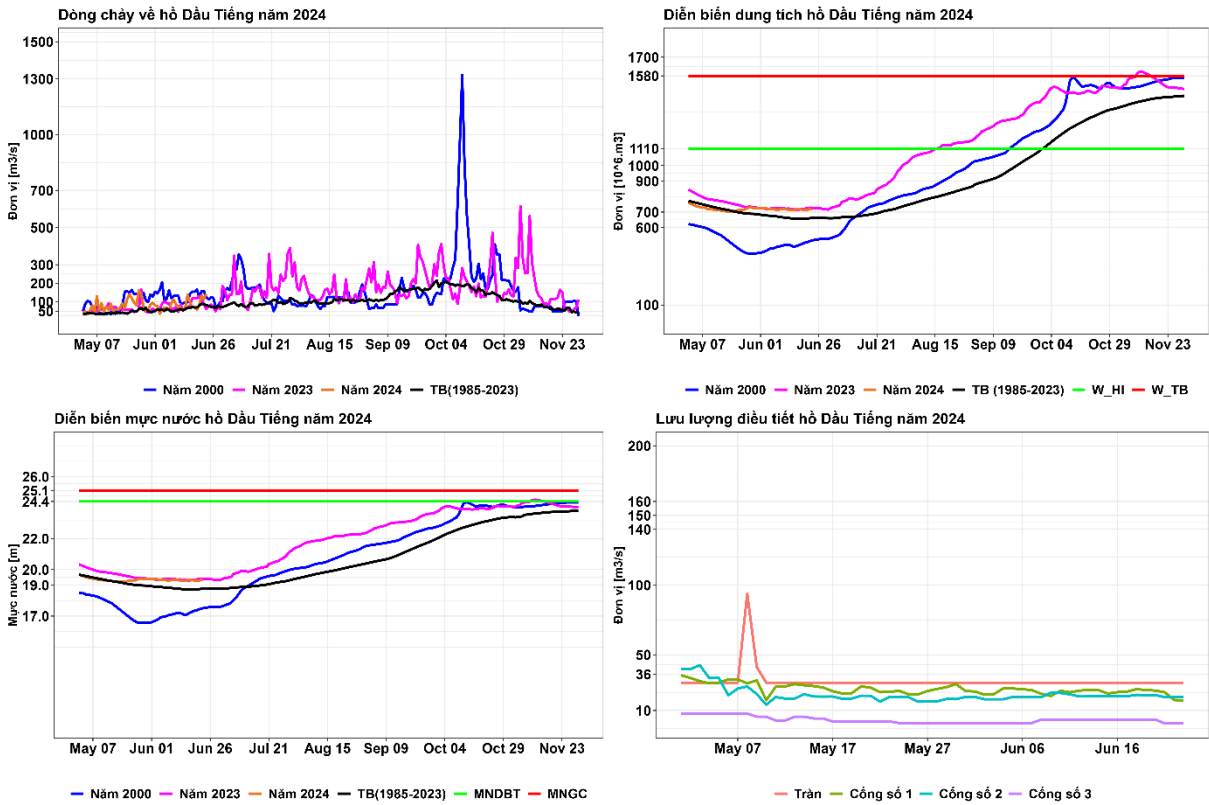 Dòng chảy về hồ Dầu Tiếng năm 2024
Đơn vị [m3/s]
1500
1300
1000
700
500
300
200
100
50
May 07 Jun 01 Jun 26 Jul 21 Aug 15 Sep 09 Oct 04 Oct 29 Nov 23
Năm 2000 Năm 2023 Năm 2024 TB(1985-2023)
Diễn biến dung tích hồ Dầu Tiếng năm 2024
Đơn vị [10^6.m3]
1700
1580
1110
1000
900
700
600
100
May 07 Jun 01 Jun 26 Jul 21 Aug 15 Sep 09 Oct 04 Oct 29 Nov 23
Năm 2000 Năm 2023 Năm 2024 TB (1985-2023) W_HI W_TB
Diễn biến mực nước hồ Dầu Tiếng năm 2024
Mực nước [m]
26.0
25.1
24.4
22.0
20.0
19.0
17.0
May 07 Jun 01 Jun 26 Jul 21 Aug 15 Sep 09 Oct 04 Oct 29 Nov 23
Năm 2000 Năm 2023 Năm 2024 TB(1985-2023) MNDBT MNGC
Lưu lượng điều tiết hồ Dầu Tiếng năm 2024
Đơn vị [m3/s]
200
160
150
140
100
50
36
10
May 07 May 17 May 27 Jun 06 Jun 16
Tràn Cống số 1 Cống số 2 Cống số 3